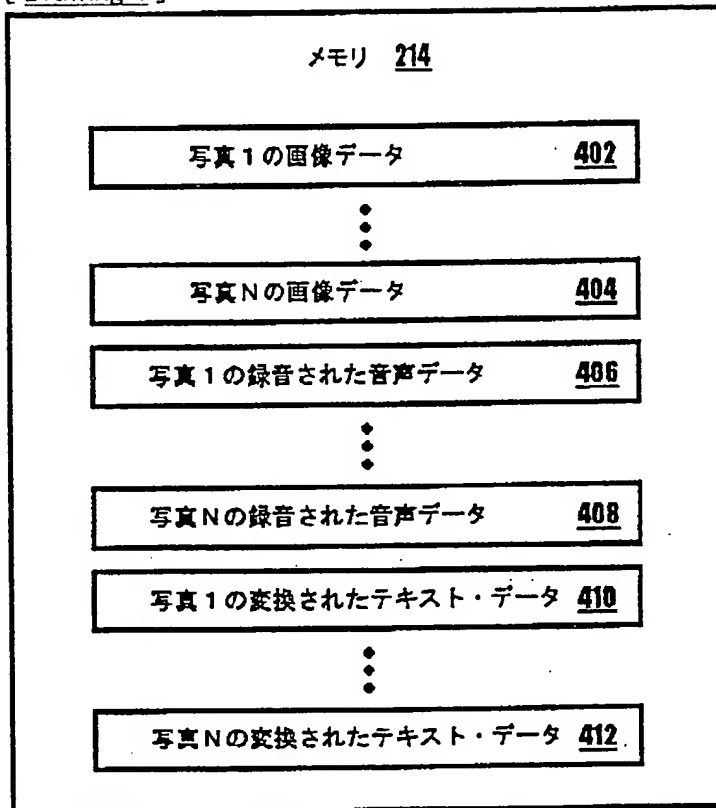 メモリ 214
写真1の画像データ 402
写真Nの画像データ 404
写真1の録音された音声データ 406
写真Nの録音された音声データ 408
写真1の変換されたテキスト・データ 410
写真Nの変換されたテキスト・データ 412